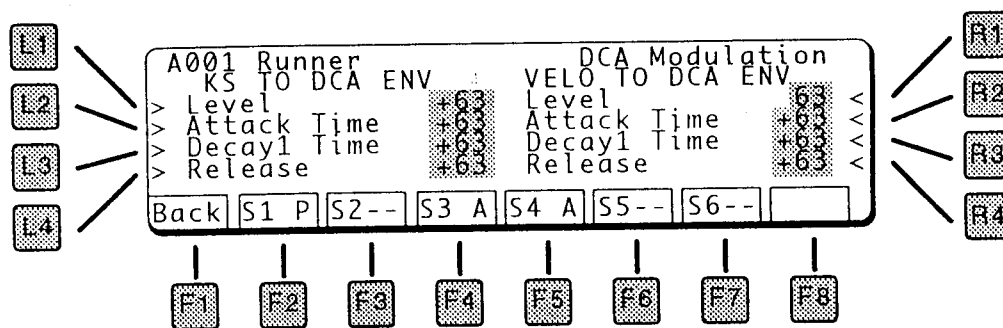 A001 Runner DCA Modulation
KS TO DCA ENV VELO TO DCA ENV
> Level +63 Level 63 <
> Attack Time +63 Attack Time +63 <
> Decay1 Time +63 Decay1 Time +63 <
> Release +63 Release +63 <
Back S1 P S2-- S3 A S4 A S5-- S6--
L1
L2
L3
L4
R1
R2
R3
R4
F1 F2 F3 F4 F5 F6 F7 F8